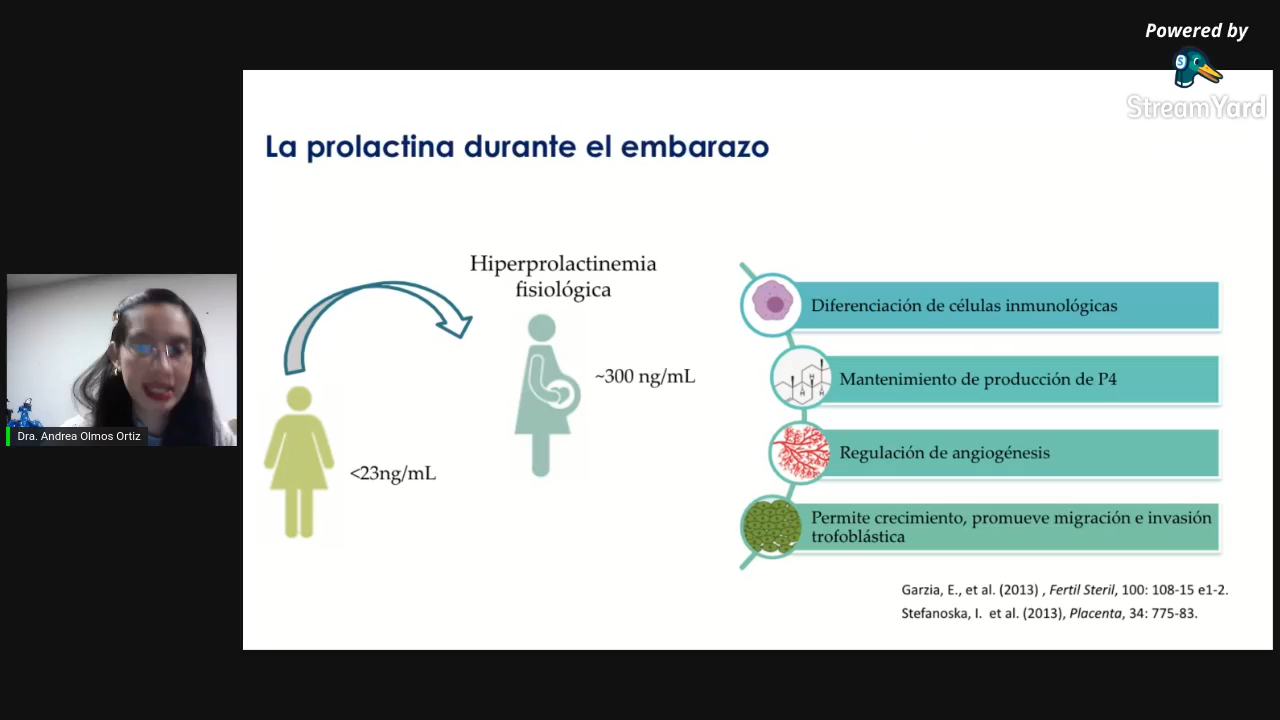 Powered by
StreamYard
La prolactina durante el embarazo
Hiperprolactinemia
fisiológica
~300 ng/mL
<23ng/mL
Diferenciación de células inmunológicas
Mantenimiento de producción de P4
Regulación de angiogénesis
Permite crecimiento, promueve migración e invasión
trofoblástica
Garzia, E., et al. (2013) , Fertil Steril, 100: 108-15 e1-2.
Stefanoska, I. et al. (2013), Placenta, 34: 775-83.
Dra. Andrea Olmos Ortiz
S
H
H
H